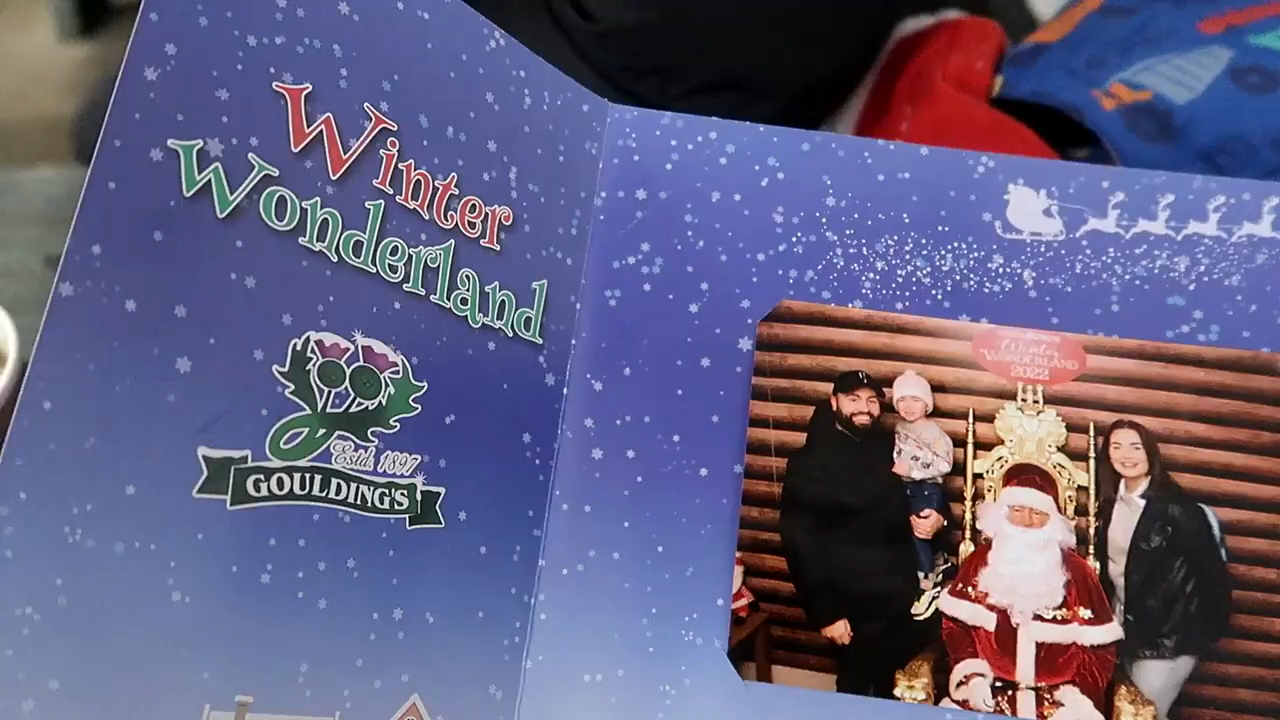 Winter
Wonderland
Estd. 1897
GOULDING'S
Winter
WONDERLAND
2022